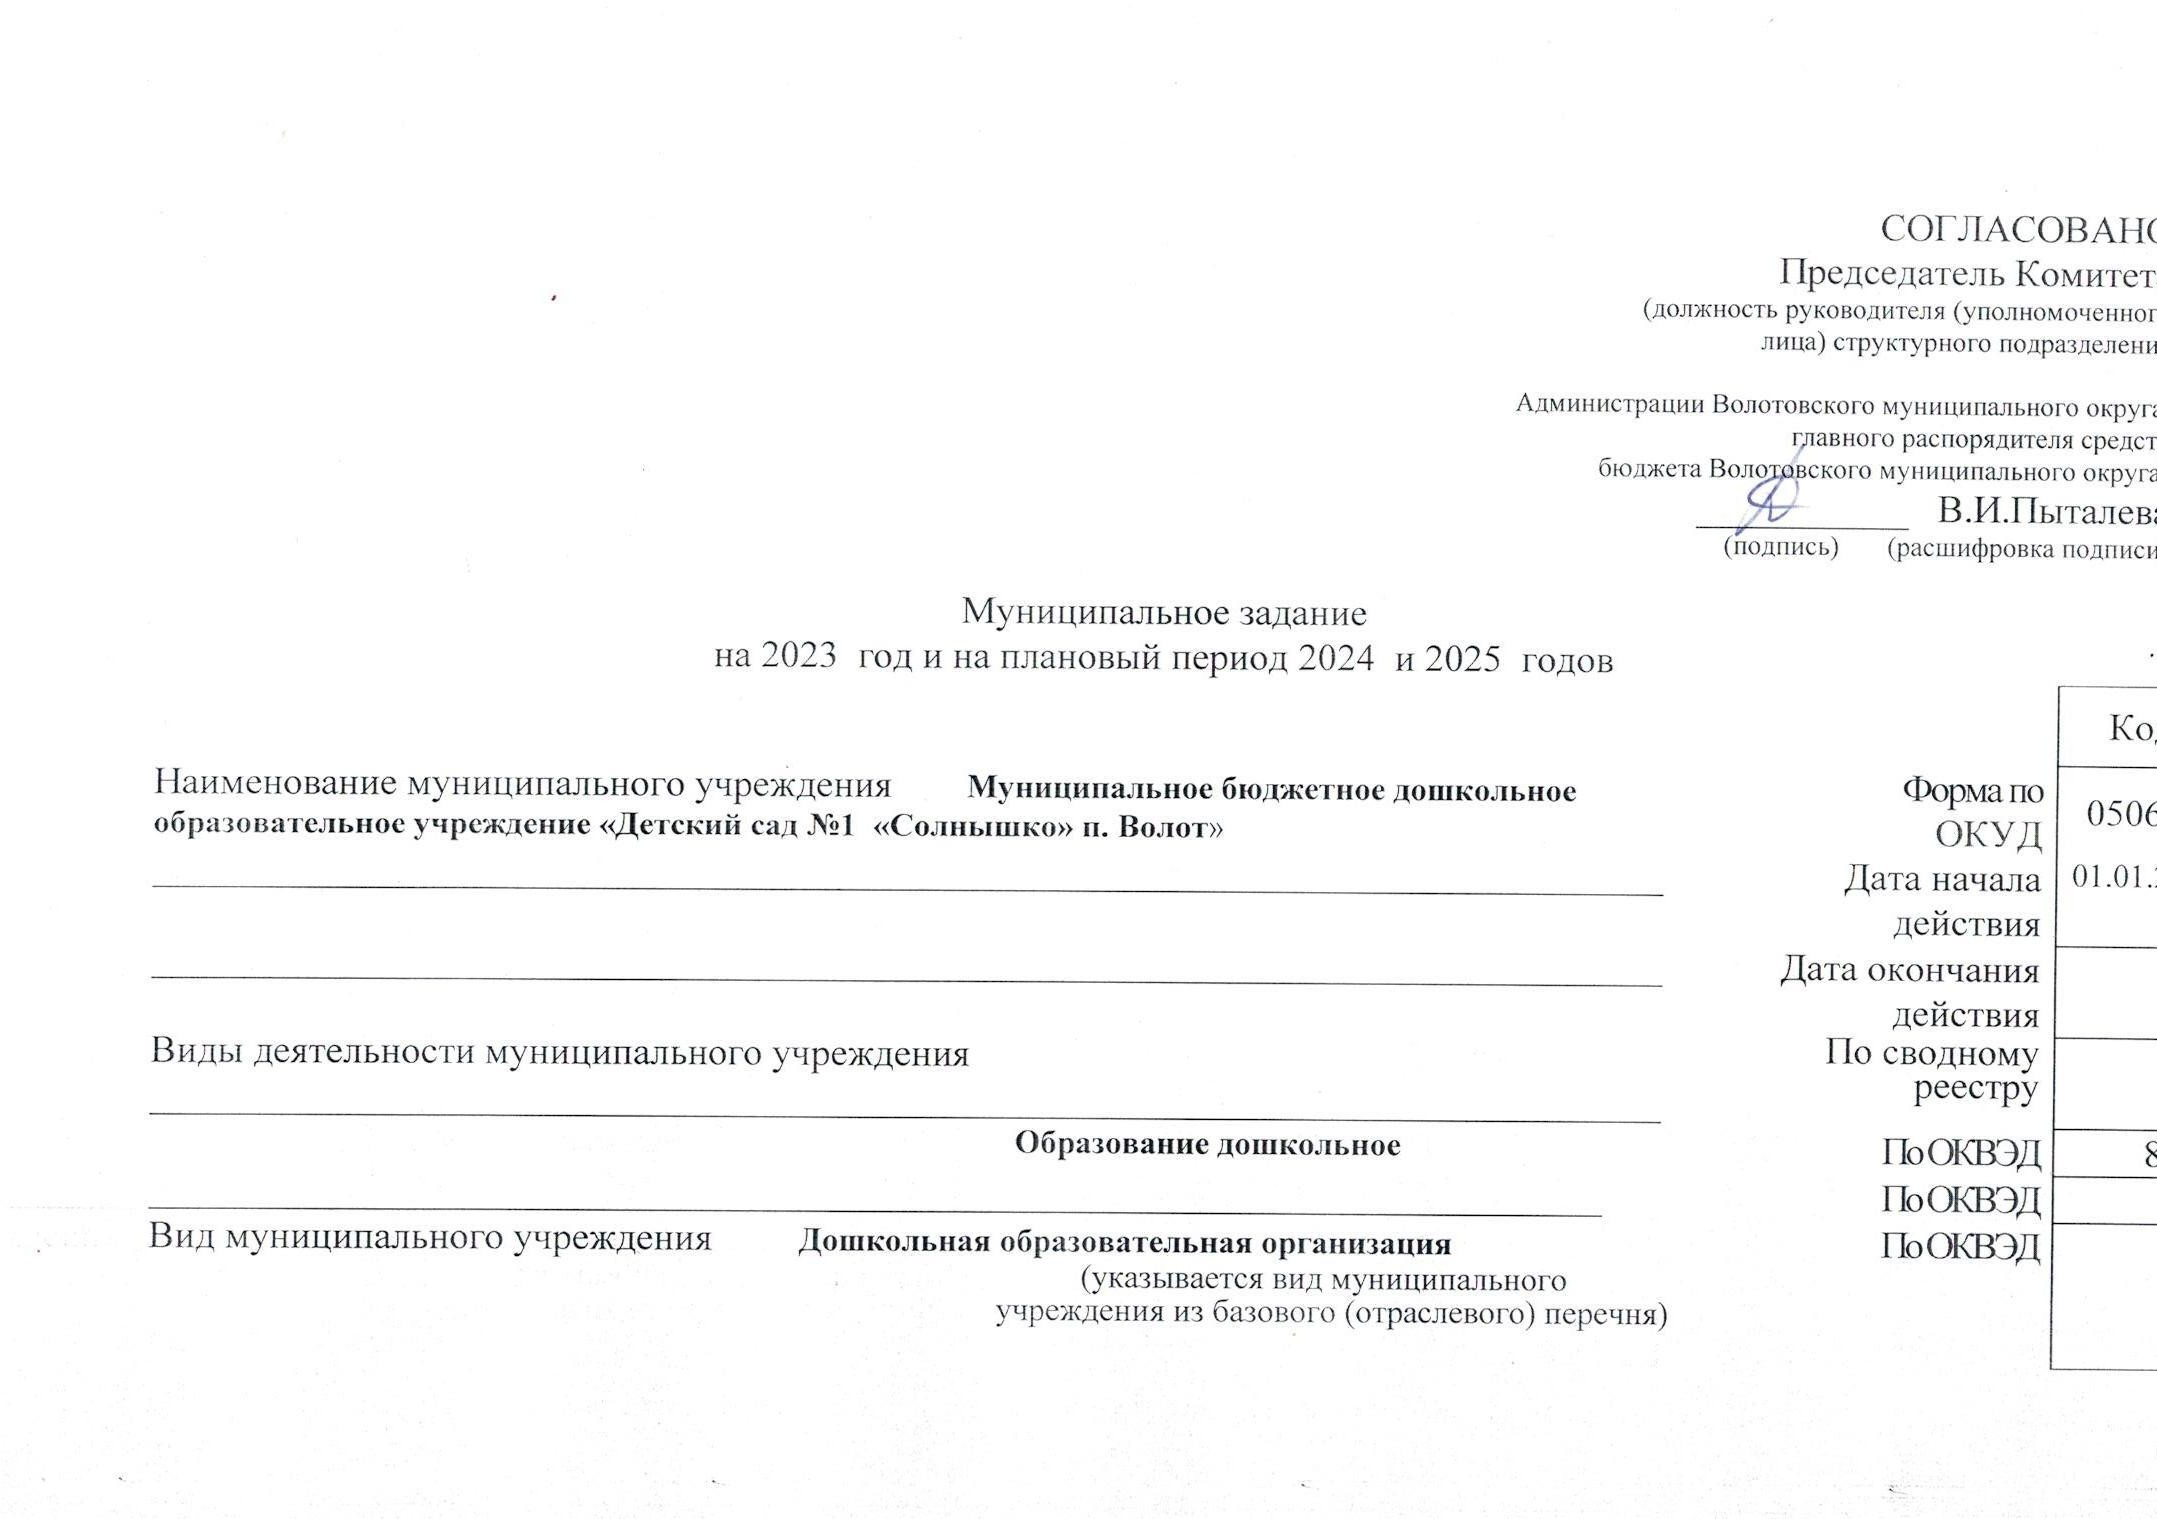 СОГЛАСОВАНО
Председатель Комитет
(должность руководителя (уполномоченног
лица) структурного подразделени
Администрации Волотовского муниципального округа
главного распорядителя средст
бюджета Волотовского муниципального округа
В.И.Пыталева
(подпись) (расшифровка подписи
Муниципальное задание
на 2023 год и на плановый период 2024 и 2025 годов
Ко
Наименование муниципального учреждения Муниципальное бюджетное дошкольное
образовательное учреждение «Детский сад №1 «Солнышко» п. Волот»
Форма по
ОКУД
0506
Дата начала
действия
01.01.
Дата окончания
действия
Виды деятельности муниципального учреждения
По сводному
реестру
Образование дошкольное
По ОКВЭД 8
По ОКВЭД
Вид муниципального учреждения Дошкольная образовательная организация
По ОКВЭД
(указывается вид муниципального
учреждения из базового (отраслевого) перечня)